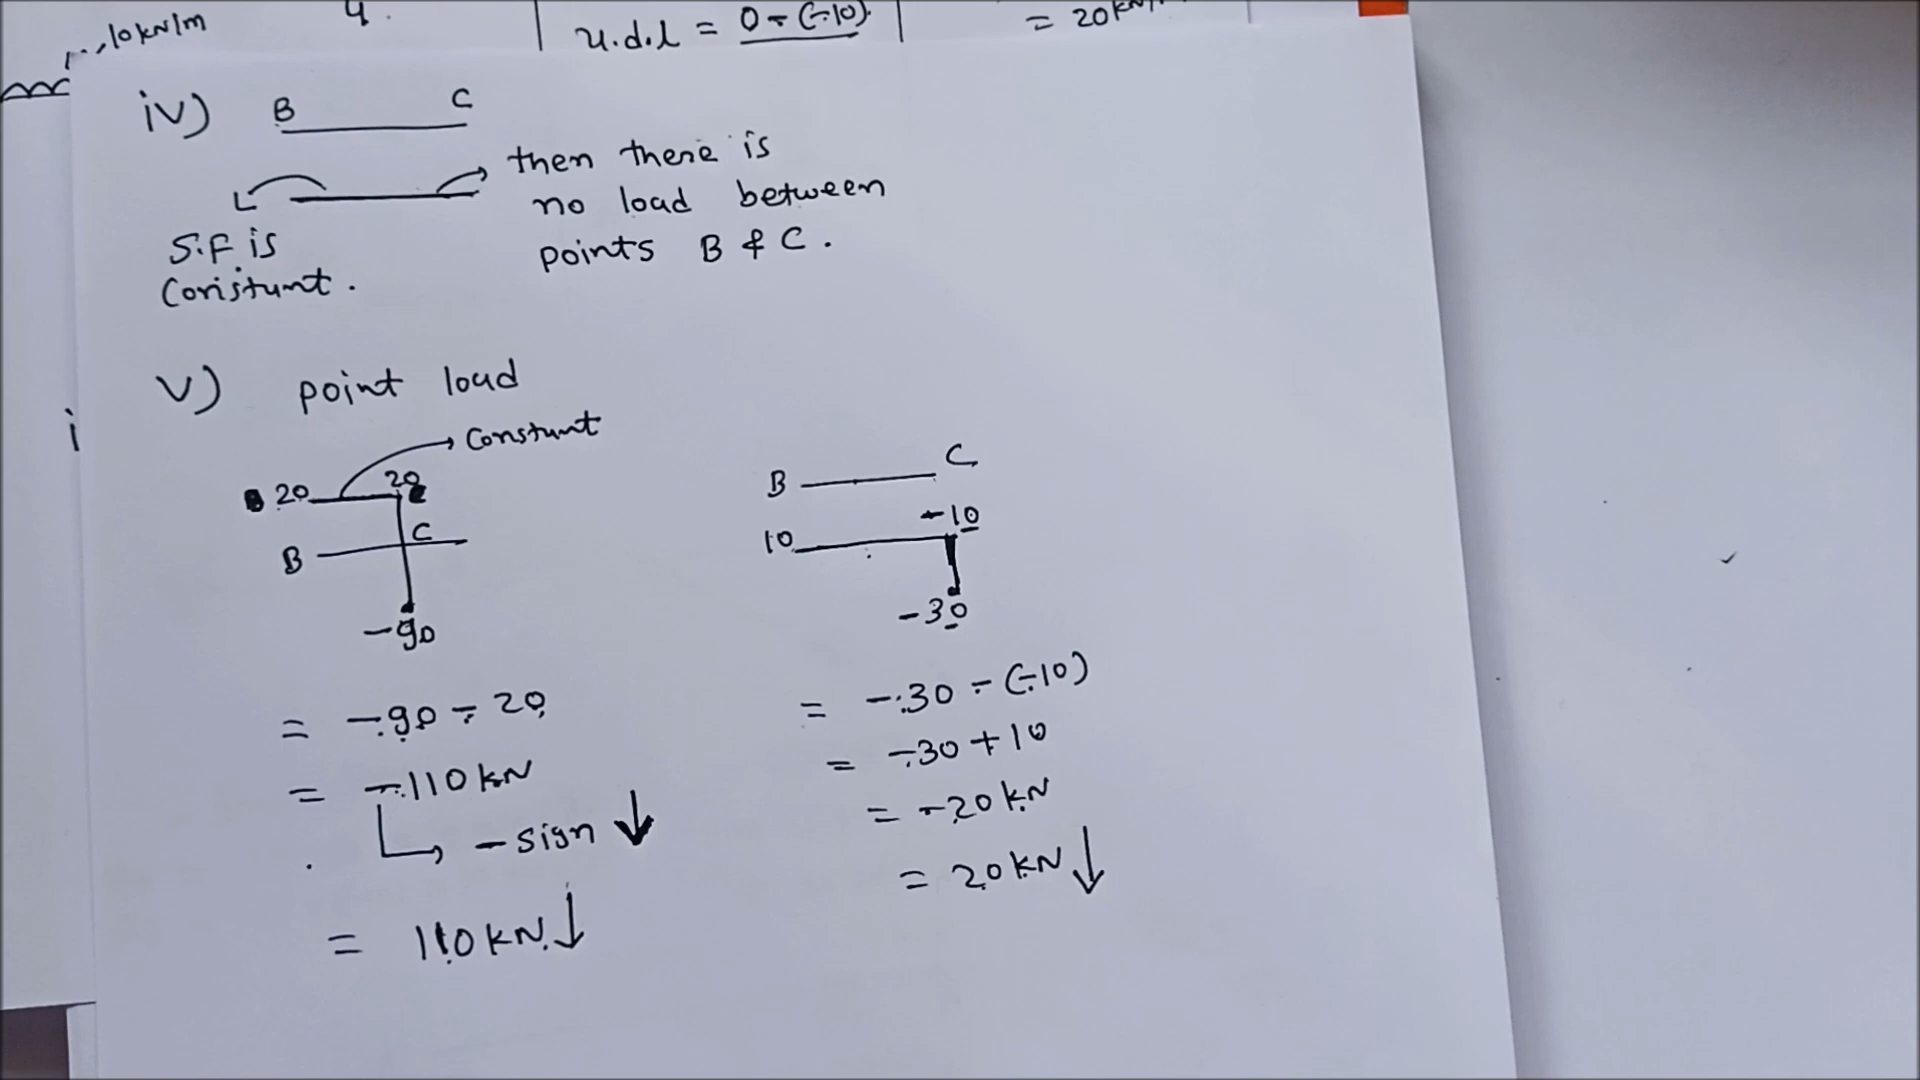 10kN/m
4.
u.d.l = 0 - (-10)
= 20kN/
iv) B C
then there is
no load between
points B & C.
S.F is
Constant.
v) point load
Constant
20 20
B C
-90
= -90 - 20
= -110 kN
- sign ↓
= 110 kN ↓
B C
10 -10
-30
= -30 - (-10)
= -30 + 10
= -20 kN
= 20 kN ↓
i